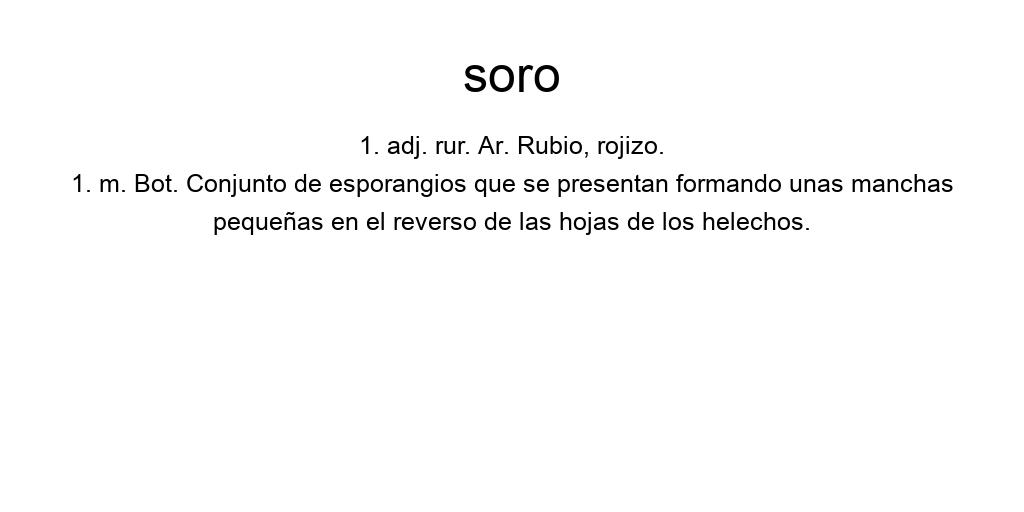 soro
1. adj. rur. Ar. Rubio, rojizo.
1. m. Bot. Conjunto de esporangios que se presentan formando unas manchas
pequeñas en el reverso de las hojas de los helechos.